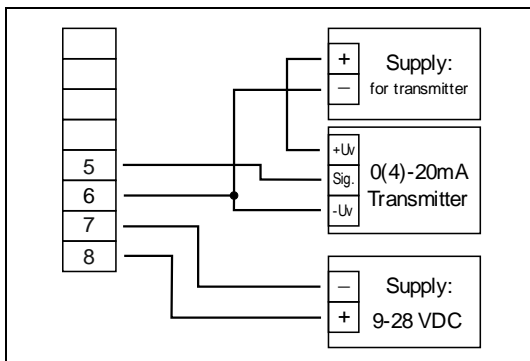 5
6
7
8
+
–
Supply:
for transmitter
+Uv
Sig.
-Uv
0(4)-20mA
Transmitter
–
+
Supply:
9-28 VDC